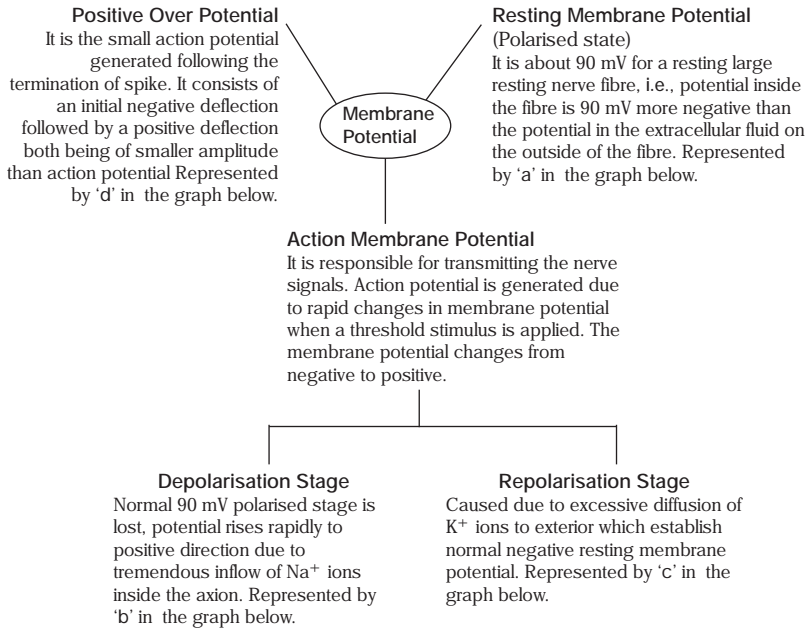 Positive Over Potential
It is the small action potential
generated following the
termination of spike. It consists of
an initial negative deflection
followed by a positive deflection
both being of smaller amplitude
than action potential Represented
by ‘d’ in the graph below.
Resting Membrane Potential
(Polarised state)
It is about 90 mV for a resting large
resting nerve fibre, i.e., potential inside
the fibre is 90 mV more negative than
the potential in the extracellular fluid on
the outside of the fibre. Represented
by ‘a’ in the graph below.
Membrane
Potential
Action Membrane Potential
It is responsible for transmitting the nerve
signals. Action potential is generated due
to rapid changes in membrane potential
when a threshold stimulus is applied. The
membrane potential changes from
negative to positive.
Depolarisation Stage
Normal 90 mV polarised stage is
lost, potential rises rapidly to
positive direction due to
tremendous inflow of Na⁺ ions
inside the axion. Represented by
‘b’ in the graph below.
Repolarisation Stage
Caused due to excessive diffusion of
K⁺ ions to exterior which establish
normal negative resting membrane
potential. Represented by ‘c’ in the
graph below.